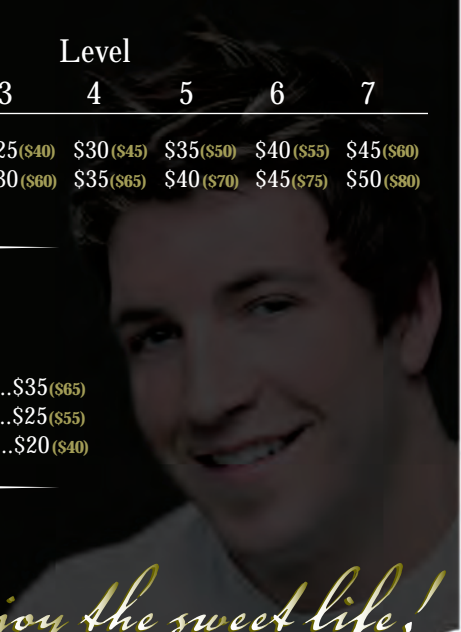 Level
3 4 5 6 7
25($40) $30($45) $35($50) $40($55) $45($60)
30($60) $35($65) $40($70) $45($75) $50($80)
..$35($65)
..$25($55)
...$20($40)
joy the sweet life!